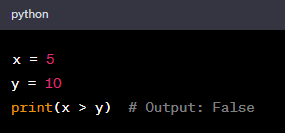 python
x = 5
y = 10
print(x > y)  # Output: False